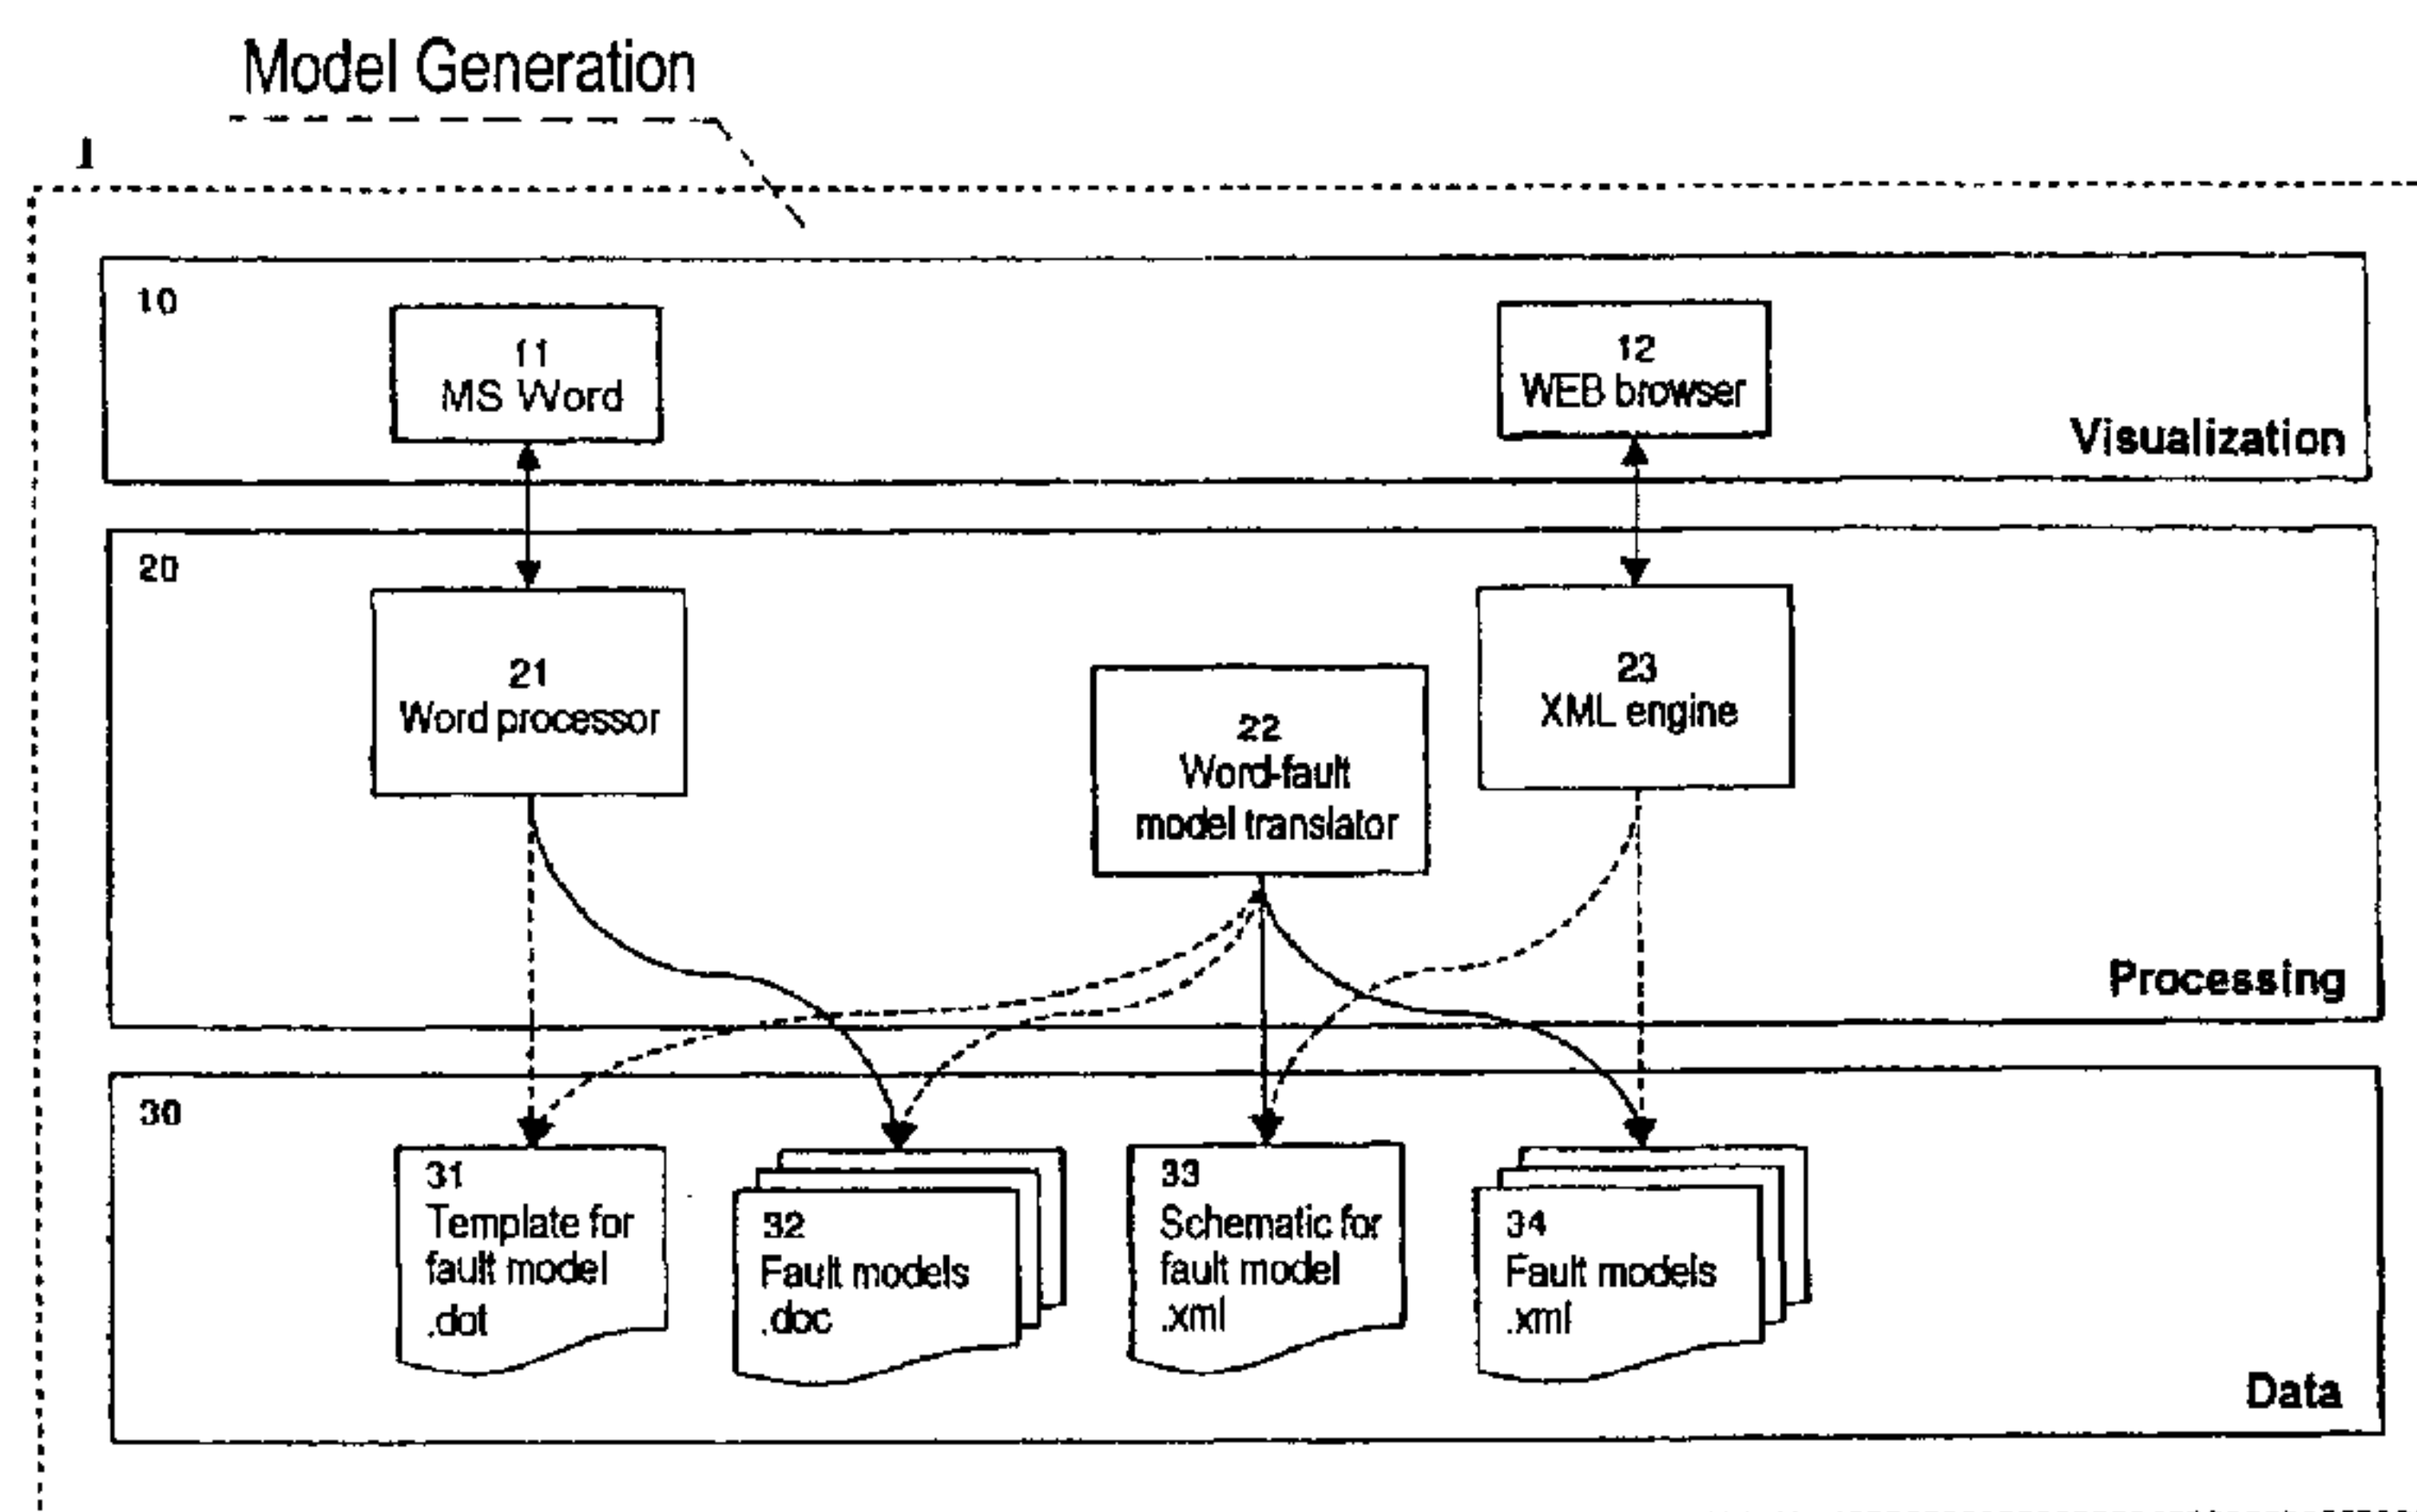 Model Generation
1
10
11
MS Word
12
WEB browser
Visualization
20
21
Word processor
22
Word-fault
model translator
23
XML engine
Processing
30
31
Template for
fault model
.dot
32
Fault models
.doc
33
Schematic for
fault model
.xml
34
Fault models
.xml
Data